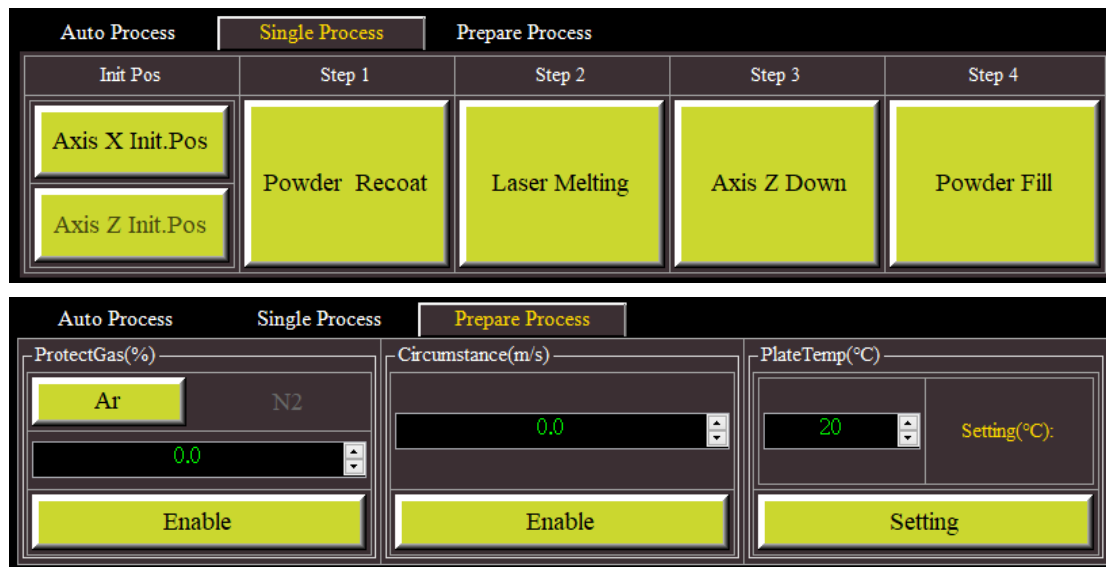 Auto Process Single Process Prepare Process
Init Pos Step 1 Step 2 Step 3 Step 4
Axis X Init.Pos
Powder Recoat Laser Melting Axis Z Down Powder Fill
Axis Z Init.Pos
Auto Process Single Process Prepare Process
ProtectGas(%) Circumstance(m/s) PlateTemp(°C)
Ar N2
0.0 0.0 20 Setting(°C):
Enable Enable Setting